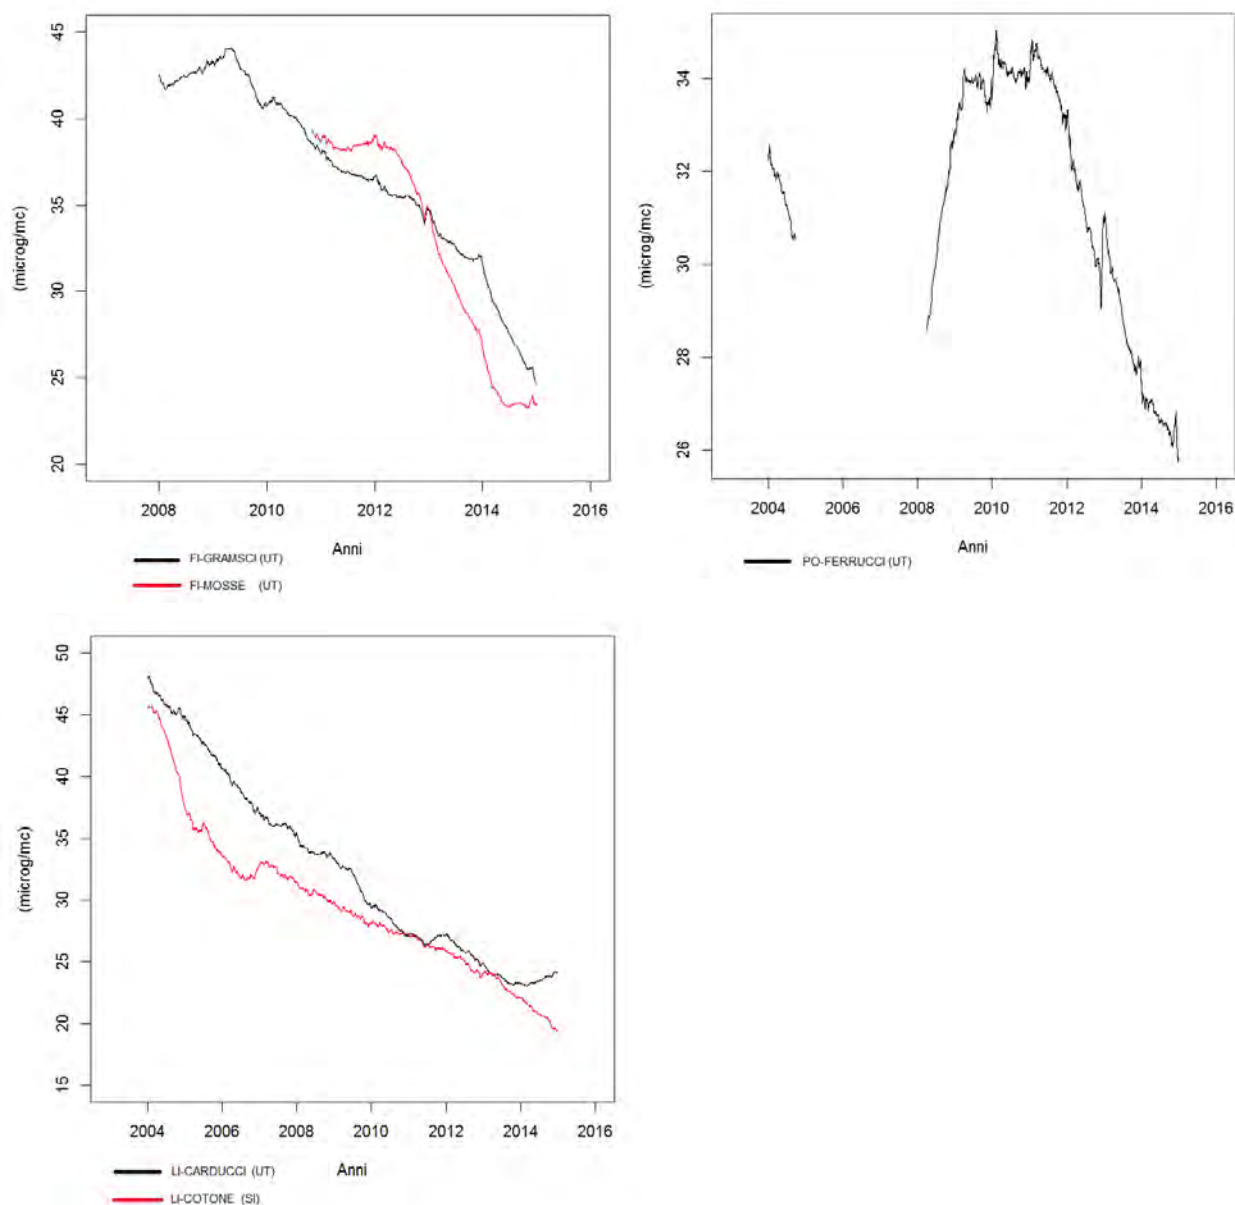 45
40
35
30
25
20
(microg/mc)
2008 2010 2012 2014 2016
Anni
FI-GRAMSCI (UT)
FI-MOSSE (UT)
34
32
30
28
26
(microg/mc)
2004 2006 2008 2010 2012 2014 2016
Anni
PO-FERRUCCI (UT)
50
45
40
35
30
25
20
15
(microg/mc)
2004 2006 2008 2010 2012 2014 2016
Anni
LI-CARDUCCI (UT)
LI-COTONE (SI)